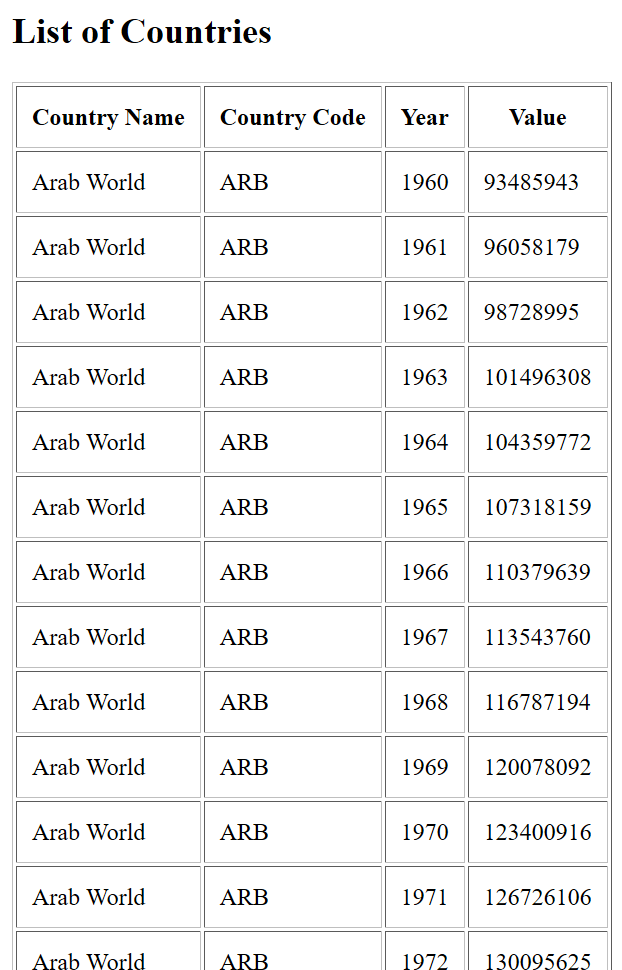 List of Countries
Country Name Country Code Year Value
Arab World ARB 1960 93485943
Arab World ARB 1961 96058179
Arab World ARB 1962 98728995
Arab World ARB 1963 101496308
Arab World ARB 1964 104359772
Arab World ARB 1965 107318159
Arab World ARB 1966 110379639
Arab World ARB 1967 113543760
Arab World ARB 1968 116787194
Arab World ARB 1969 120078092
Arab World ARB 1970 123400916
Arab World ARB 1971 126726106
Arab World ARB 1972 130095625